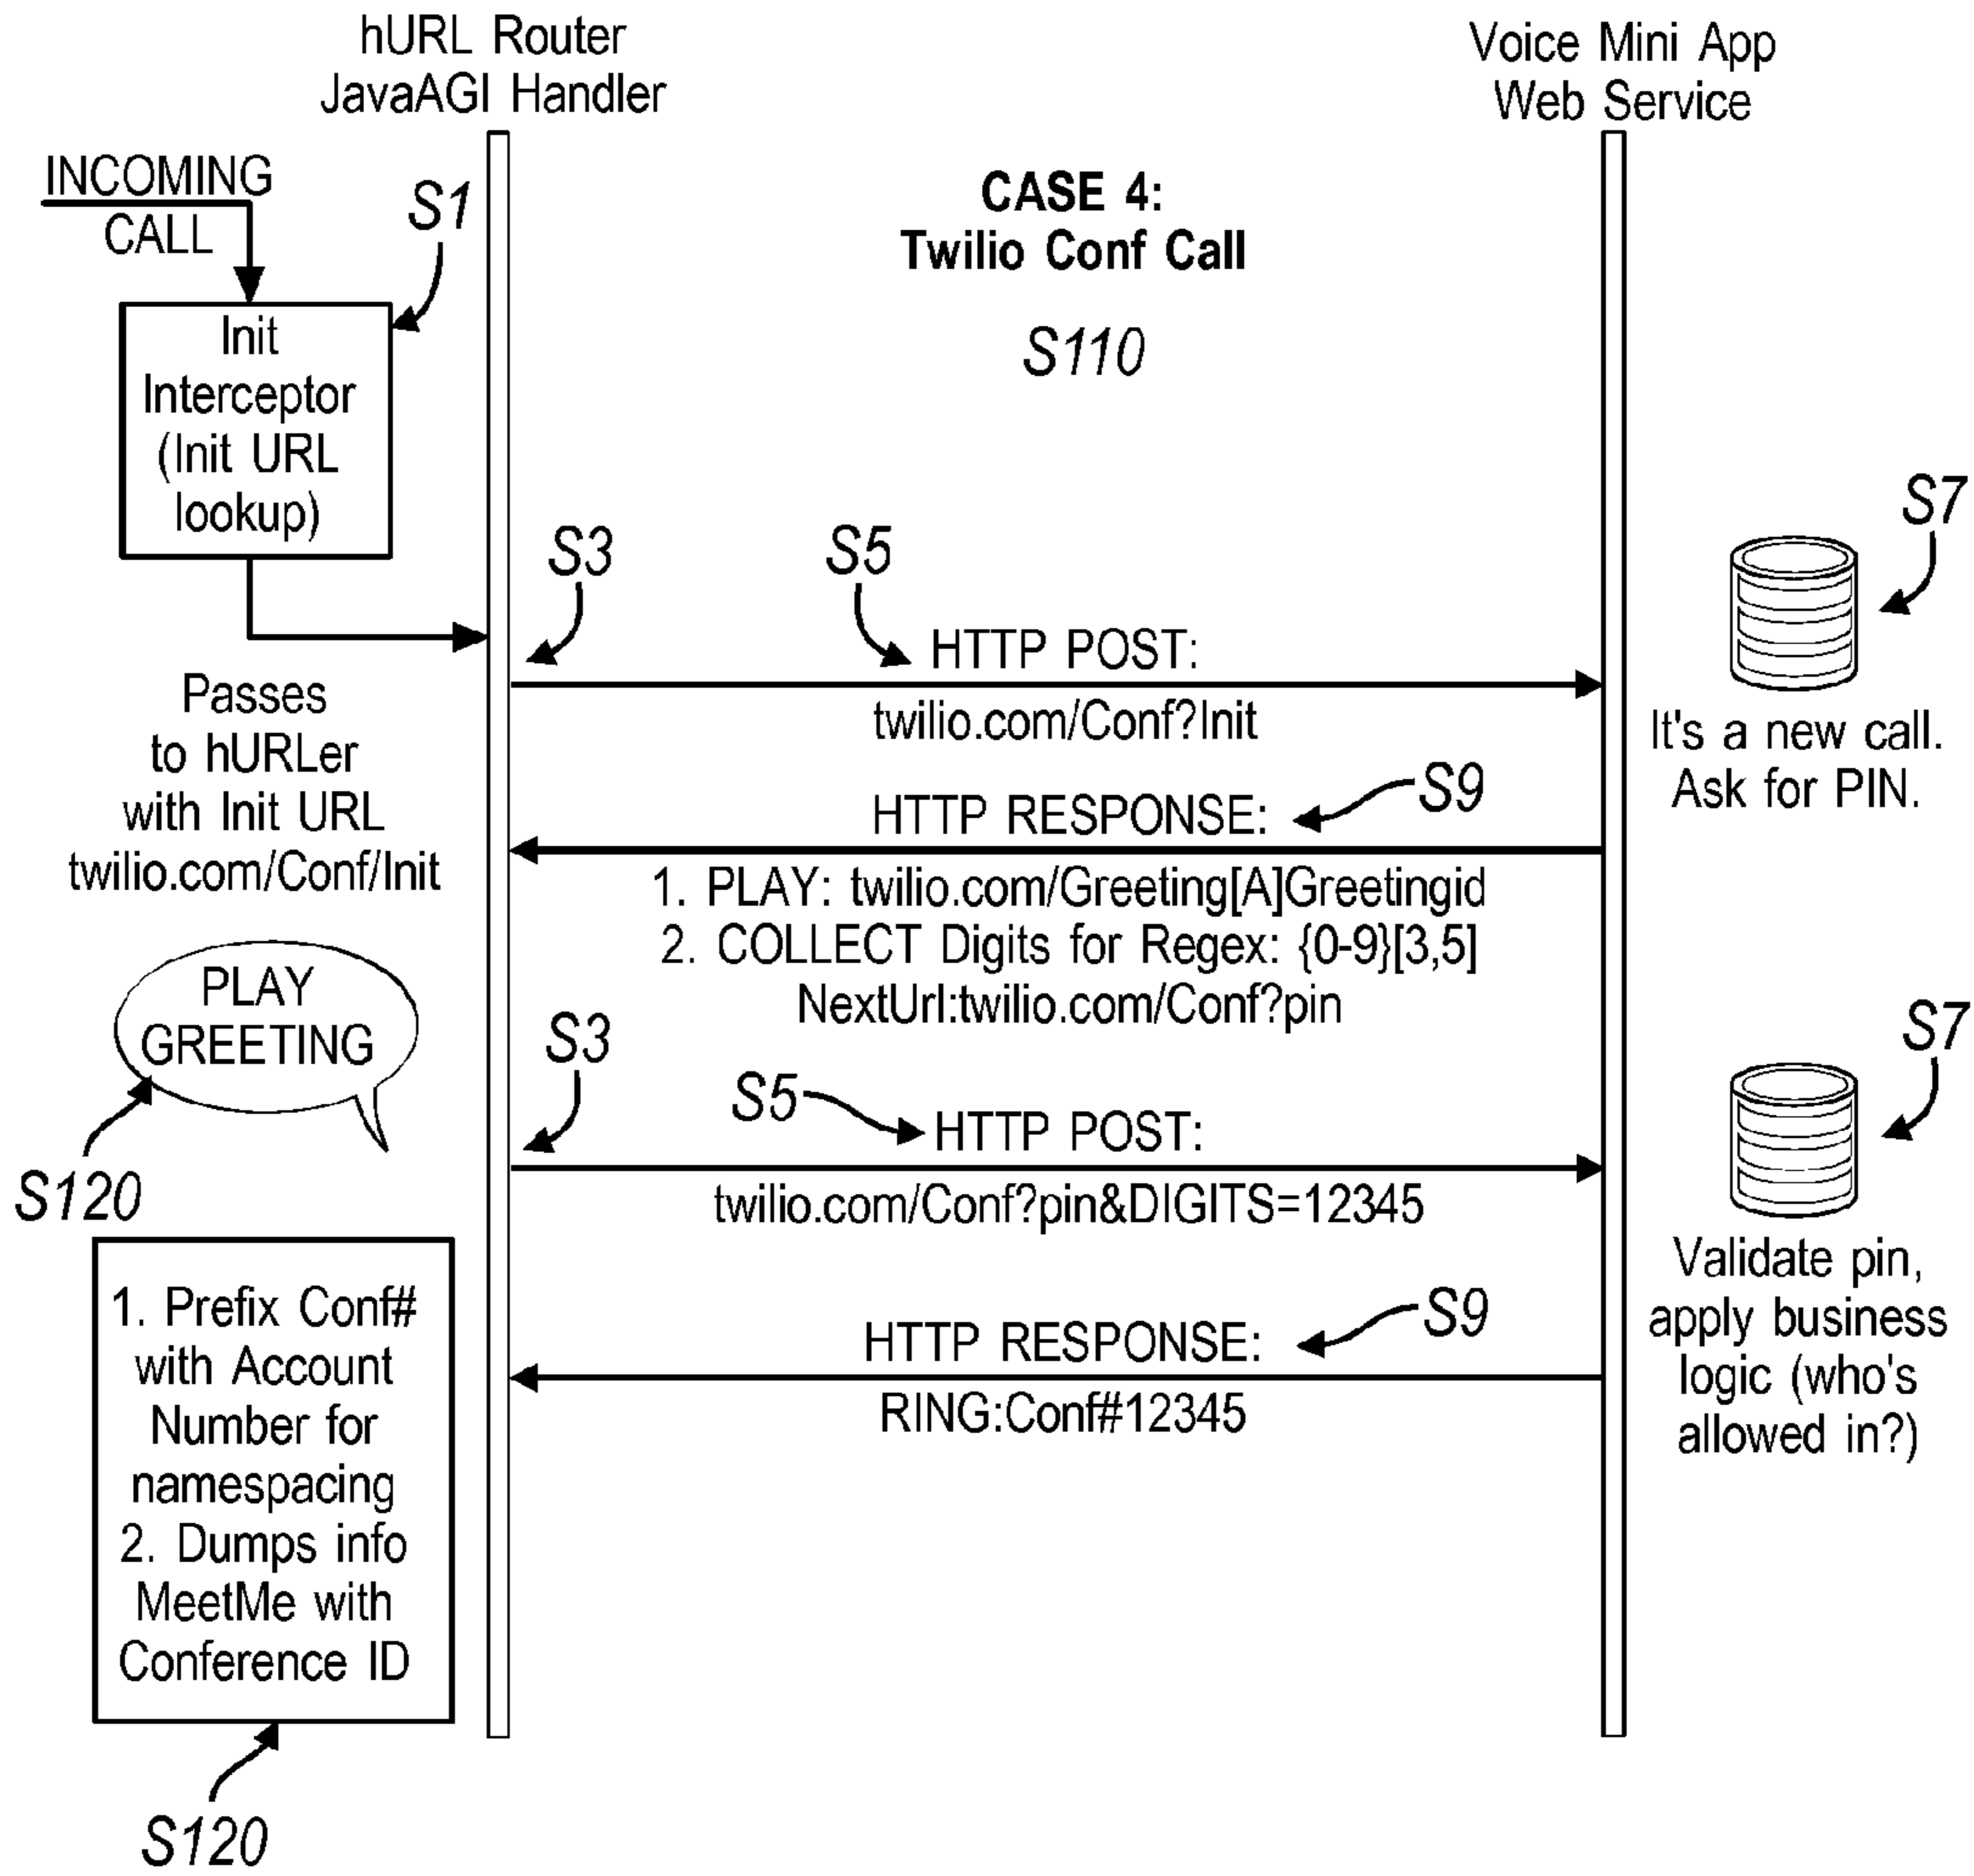 hURL Router
JavaAGI Handler
Voice Mini App
Web Service
INCOMING
CALL
S1
CASE 4:
Twilio Conf Call
S110
Init
Interceptor
(Init URL
lookup)
S3
S5
S7
HTTP POST:
twilio.com/Conf?Init
Passes
to hURLer
with Init URL
twilio.com/Conf/Init
It's a new call.
Ask for PIN.
HTTP RESPONSE:
S9
1. PLAY: twilio.com/Greeting[A]Greetingid
2. COLLECT Digits for Regex: {0-9}[3,5]
NextUrl:twilio.com/Conf?pin
PLAY
GREETING
S120
S3
S5
S7
HTTP POST:
twilio.com/Conf?pin&DIGITS=12345
Validate pin,
apply business
logic (who's
allowed in?)
HTTP RESPONSE:
S9
RING:Conf#12345
1. Prefix Conf#
with Account
Number for
namespacing
2. Dumps info
MeetMe with
Conference ID
S120